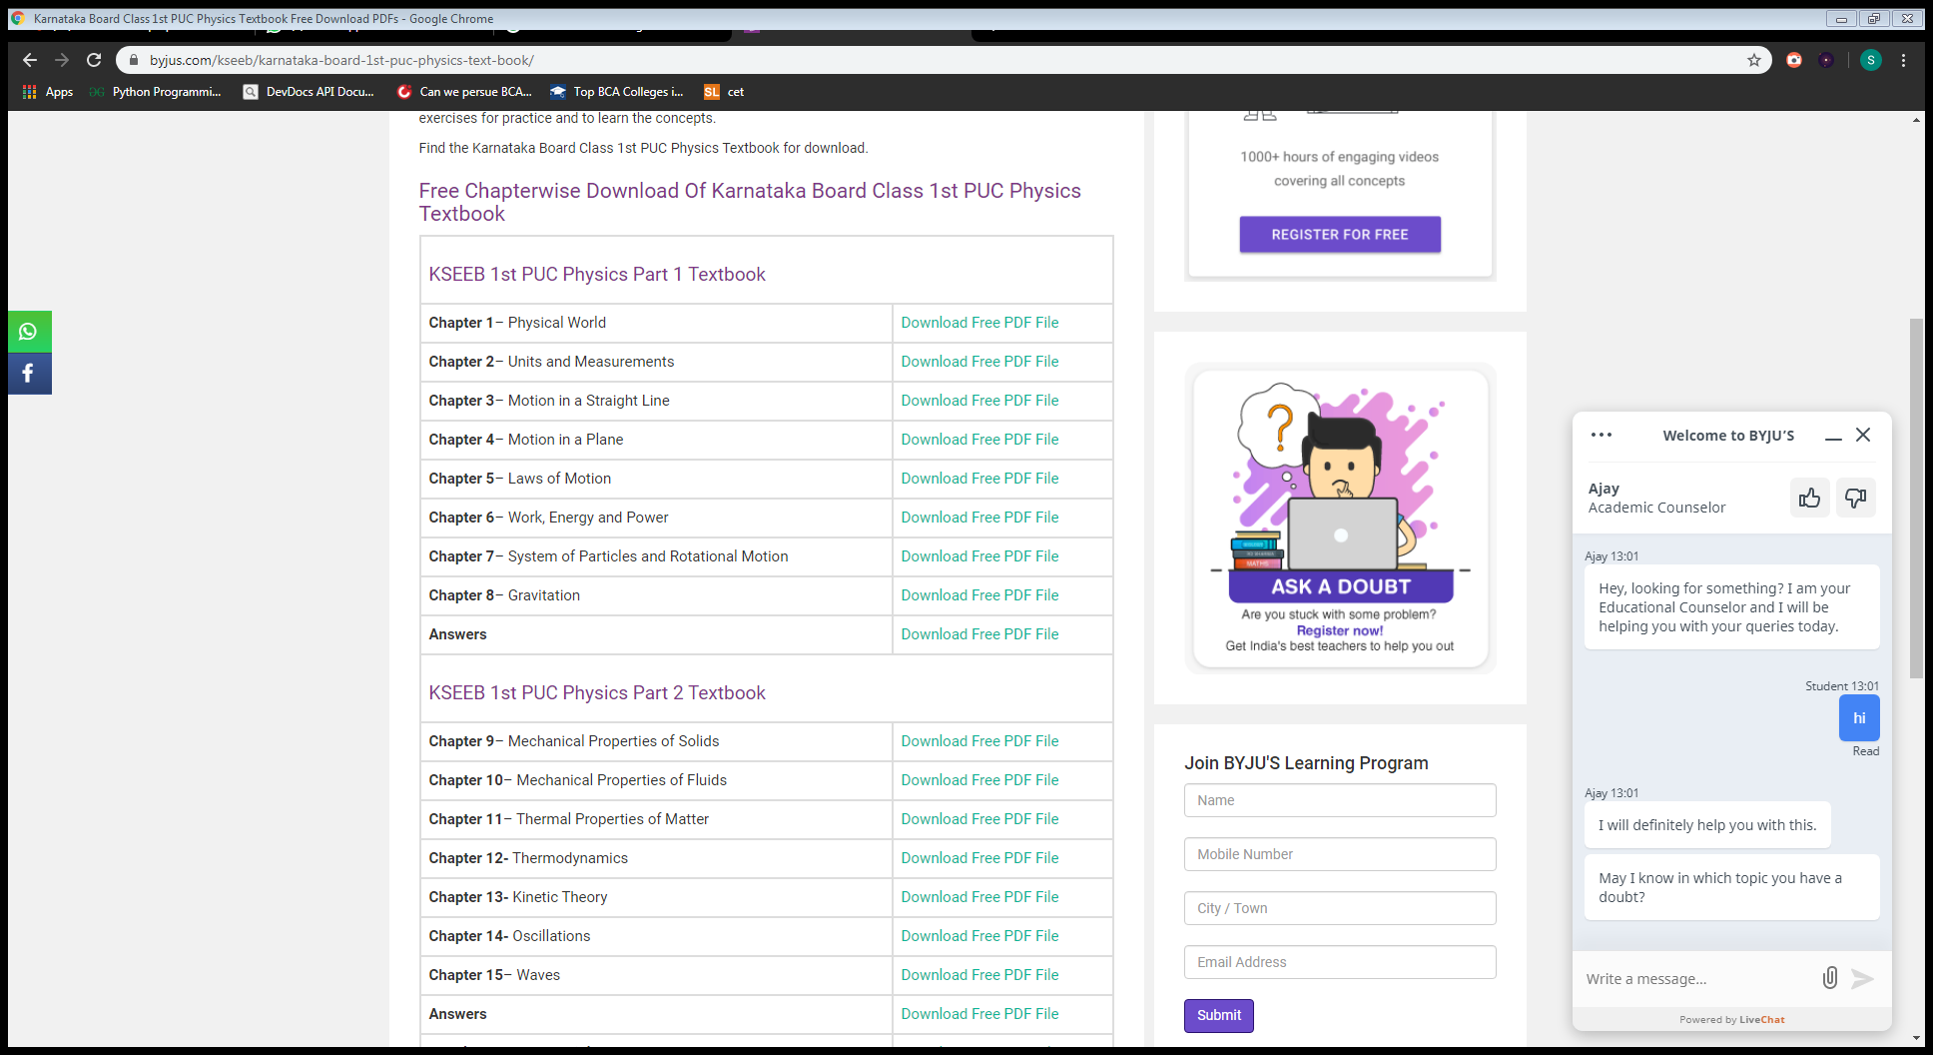 Karnataka Board Class 1st PUC Physics Textbook Free Download PDFs - Google Chrome
byjus.com/kseeb/karnataka-board-1st-puc-physics-text-book/
S
Apps
Python Programmi...
DevDocs API Docu...
Can we persue BCA...
Top BCA Colleges i...
SL cet
exercises for practice and to learn the concepts.
Find the Karnataka Board Class 1st PUC Physics Textbook for download.
Free Chapterwise Download Of Karnataka Board Class 1st PUC Physics
Textbook
KSEEB 1st PUC Physics Part 1 Textbook
Chapter 1– Physical World Download Free PDF File
Chapter 2– Units and Measurements Download Free PDF File
Chapter 3– Motion in a Straight Line Download Free PDF File
Chapter 4– Motion in a Plane Download Free PDF File
Chapter 5– Laws of Motion Download Free PDF File
Chapter 6– Work, Energy and Power Download Free PDF File
Chapter 7– System of Particles and Rotational Motion Download Free PDF File
Chapter 8– Gravitation Download Free PDF File
Answers Download Free PDF File
KSEEB 1st PUC Physics Part 2 Textbook
Chapter 9– Mechanical Properties of Solids Download Free PDF File
Chapter 10– Mechanical Properties of Fluids Download Free PDF File
Chapter 11– Thermal Properties of Matter Download Free PDF File
Chapter 12- Thermodynamics Download Free PDF File
Chapter 13- Kinetic Theory Download Free PDF File
Chapter 14- Oscillations Download Free PDF File
Chapter 15– Waves Download Free PDF File
Answers Download Free PDF File
1000+ hours of engaging videos
covering all concepts
REGISTER FOR FREE
?
MATHS
ASK A DOUBT
Are you stuck with some problem?
Register now!
Get India's best teachers to help you out
Join BYJU'S Learning Program
Name
Mobile Number
City / Town
Email Address
Submit
Welcome to BYJU'S
Ajay
Academic Counselor
Ajay 13:01
Hey, looking for something? I am your
Educational Counselor and I will be
helping you with your queries today.
Student 13:01
hi
Read
Ajay 13:01
I will definitely help you with this.
May I know in which topic you have a
doubt?
Write a message...
Powered by LiveChat